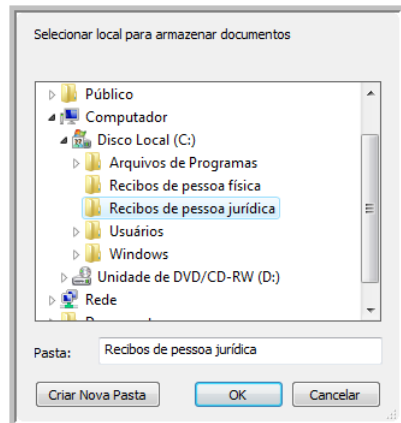 Selecionar local para armazenar documentos
Público
Computador
Disco Local (C:)
Arquivos de Programas
Recibos de pessoa física
Recibos de pessoa jurídica
Usuários
Windows
Unidade de DVD/CD-RW (D:)
Rede
Pasta: Recibos de pessoa jurídica
Criar Nova Pasta OK Cancelar